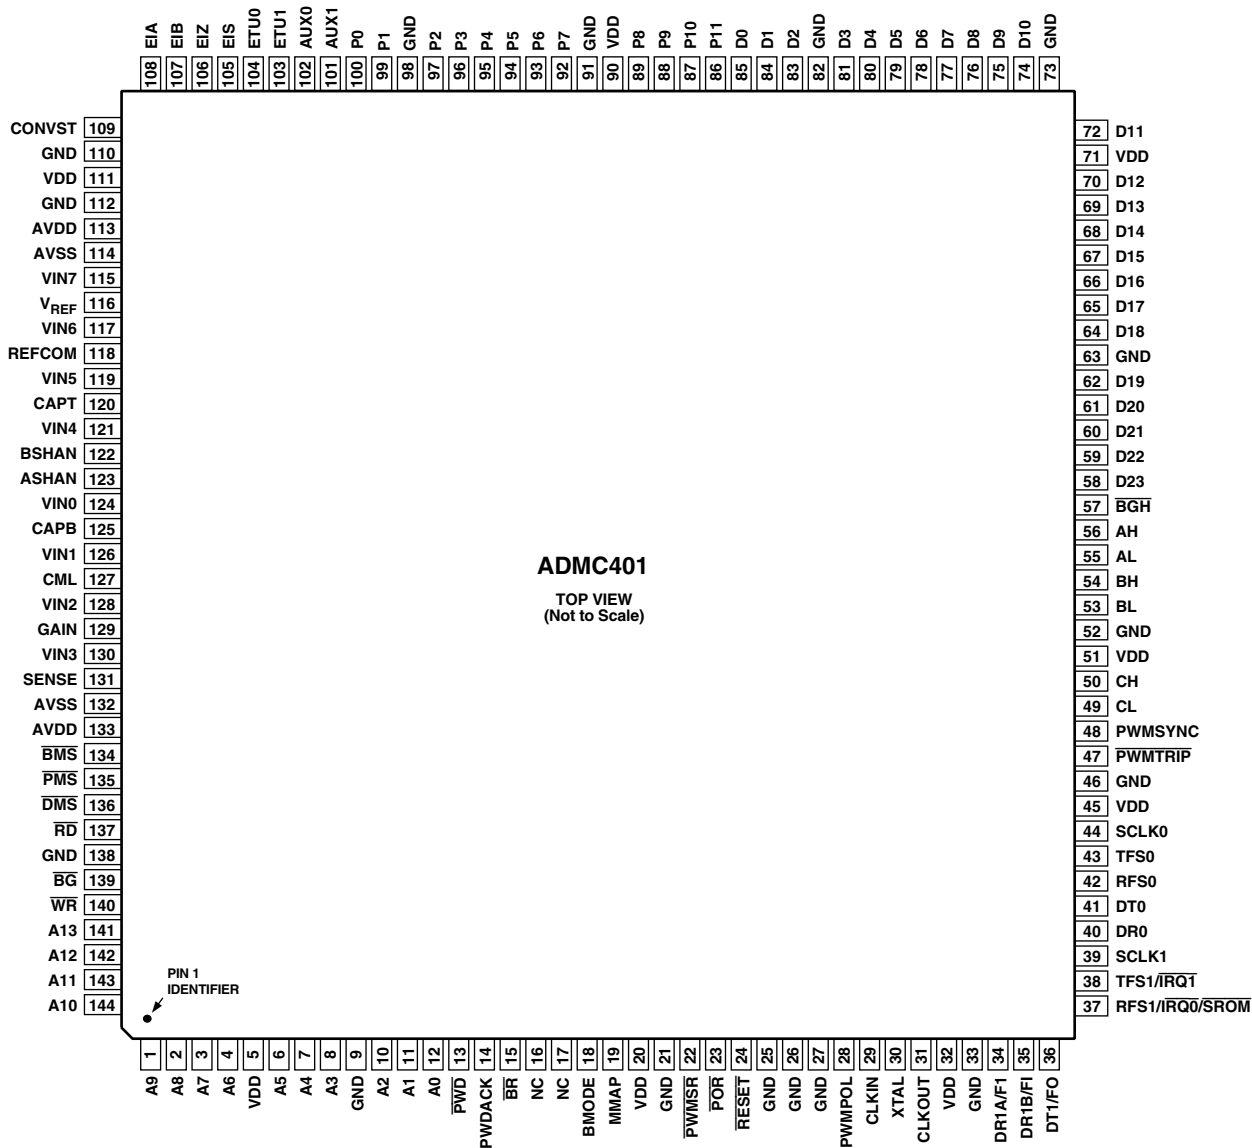 EIA 108
EIB 107
EIZ 106
EIS 105
ETU0 104
ETU1 103
AUX0 102
AUX1 101
P0 100
P1 99
GND 98
P2 97
P3 96
P4 95
P5 94
P6 93
P7 92
GND 91
VDD 90
P8 89
P9 88
P10 87
P11 86
D0 85
D1 84
D2 83
GND 82
D3 81
D4 80
D5 79
D6 78
D7 77
D8 76
D9 75
D10 74
GND 73
CONVST 109
GND 110
VDD 111
GND 112
AVDD 113
AVSS 114
VIN7 115
VREF 116
VIN6 117
REFCOM 118
VIN5 119
CAPT 120
VIN4 121
BSHAN 122
ASHAN 123
VIN0 124
CAPB 125
VIN1 126
CML 127
VIN2 128
GAIN 129
VIN3 130
SENSE 131
AVSS 132
AVDD 133
BMS 134
PMS 135
DMS 136
RD 137
GND 138
BG 139
WR 140
A13 141
A12 142
A11 143
A10 144
ADMC401
TOP VIEW
(Not to Scale)
PIN 1
IDENTIFIER
72 D11
71 VDD
70 D12
69 D13
68 D14
67 D15
66 D16
65 D17
64 D18
63 GND
62 D19
61 D20
60 D21
59 D22
58 D23
57 BGH
56 AH
55 AL
54 BH
53 BL
52 GND
51 VDD
50 CH
49 CL
48 PWMSYNC
47 PWMTRIP
46 GND
45 VDD
44 SCLK0
43 TFS0
42 RFS0
41 DT0
40 DR0
39 SCLK1
38 TFS1/IRQ1
37 RFS1/IRQ0/SROM
1 A9
2 A8
3 A7
4 A6
5 VDD
6 A5
7 A4
8 A3
9 GND
10 A2
11 A1
12 A0
13 PWD
14 PWDACK
15 BR
16 NC
17 NC
18 BMODE
19 MMAP
20 VDD
21 GND
22 PWMSR
23 POR
24 RESET
25 GND
26 GND
27 GND
28 PWMPOL
29 CLKIN
30 XTAL
31 CLKOUT
32 VDD
33 GND
34 DR1A/F1
35 DR1B/FI
36 DT1/FO